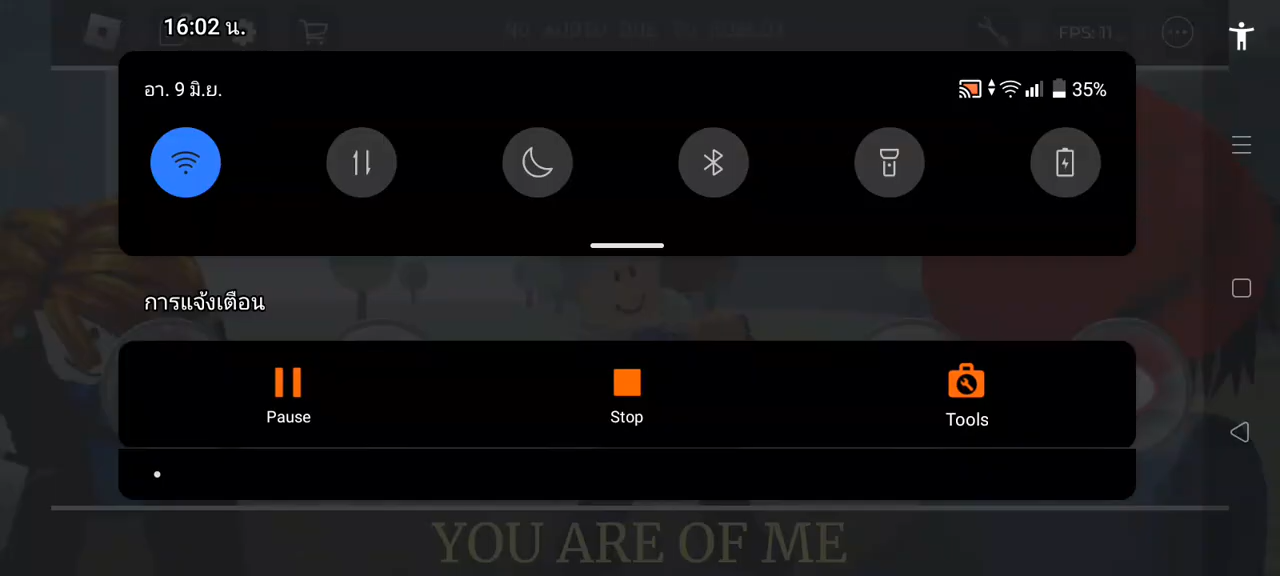 16:02 น.
FPS: 11
อา. 9 มิ.ย.
35%
การแจ้งเตือน
Pause
Stop
Tools
YOU ARE OF ME